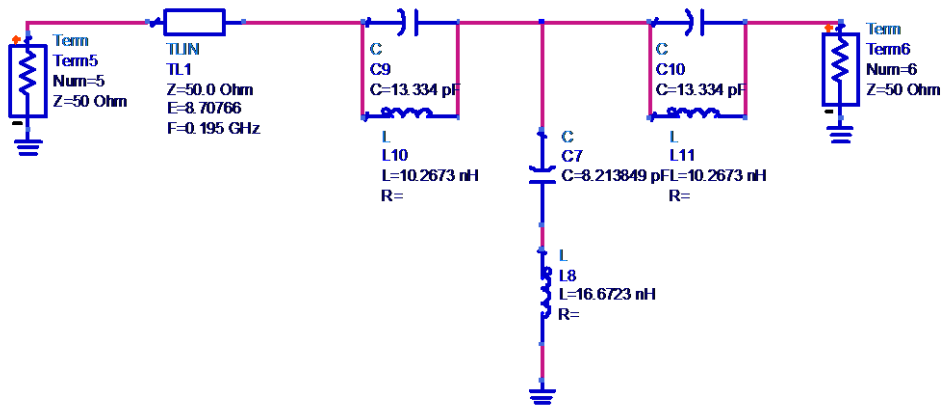 Term
Term5
Num=5
Z=50 Ohm
TLIN
TL1
Z=50.0 Ohm
E=8.70766
F=0.195 GHz
C
C9
C=13.334 pF
L
L10
L=10.2673 nH
R=
C
C7
C=8.213849 pF
L
L8
L=16.6723 nH
R=
C
C10
C=13.334 pF
L
L11
L=10.2673 nH
R=
Term
Term6
Num=6
Z=50 Ohm